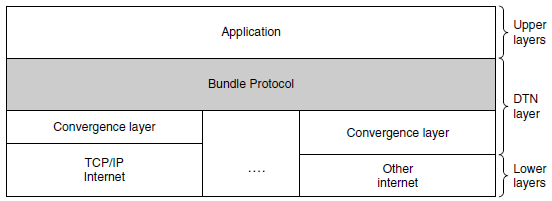 Application
Upper
layers
Bundle Protocol
DTN
layer
Convergence layer
Convergence layer
TCP/IP
Internet
....
Other
internet
Lower
layers